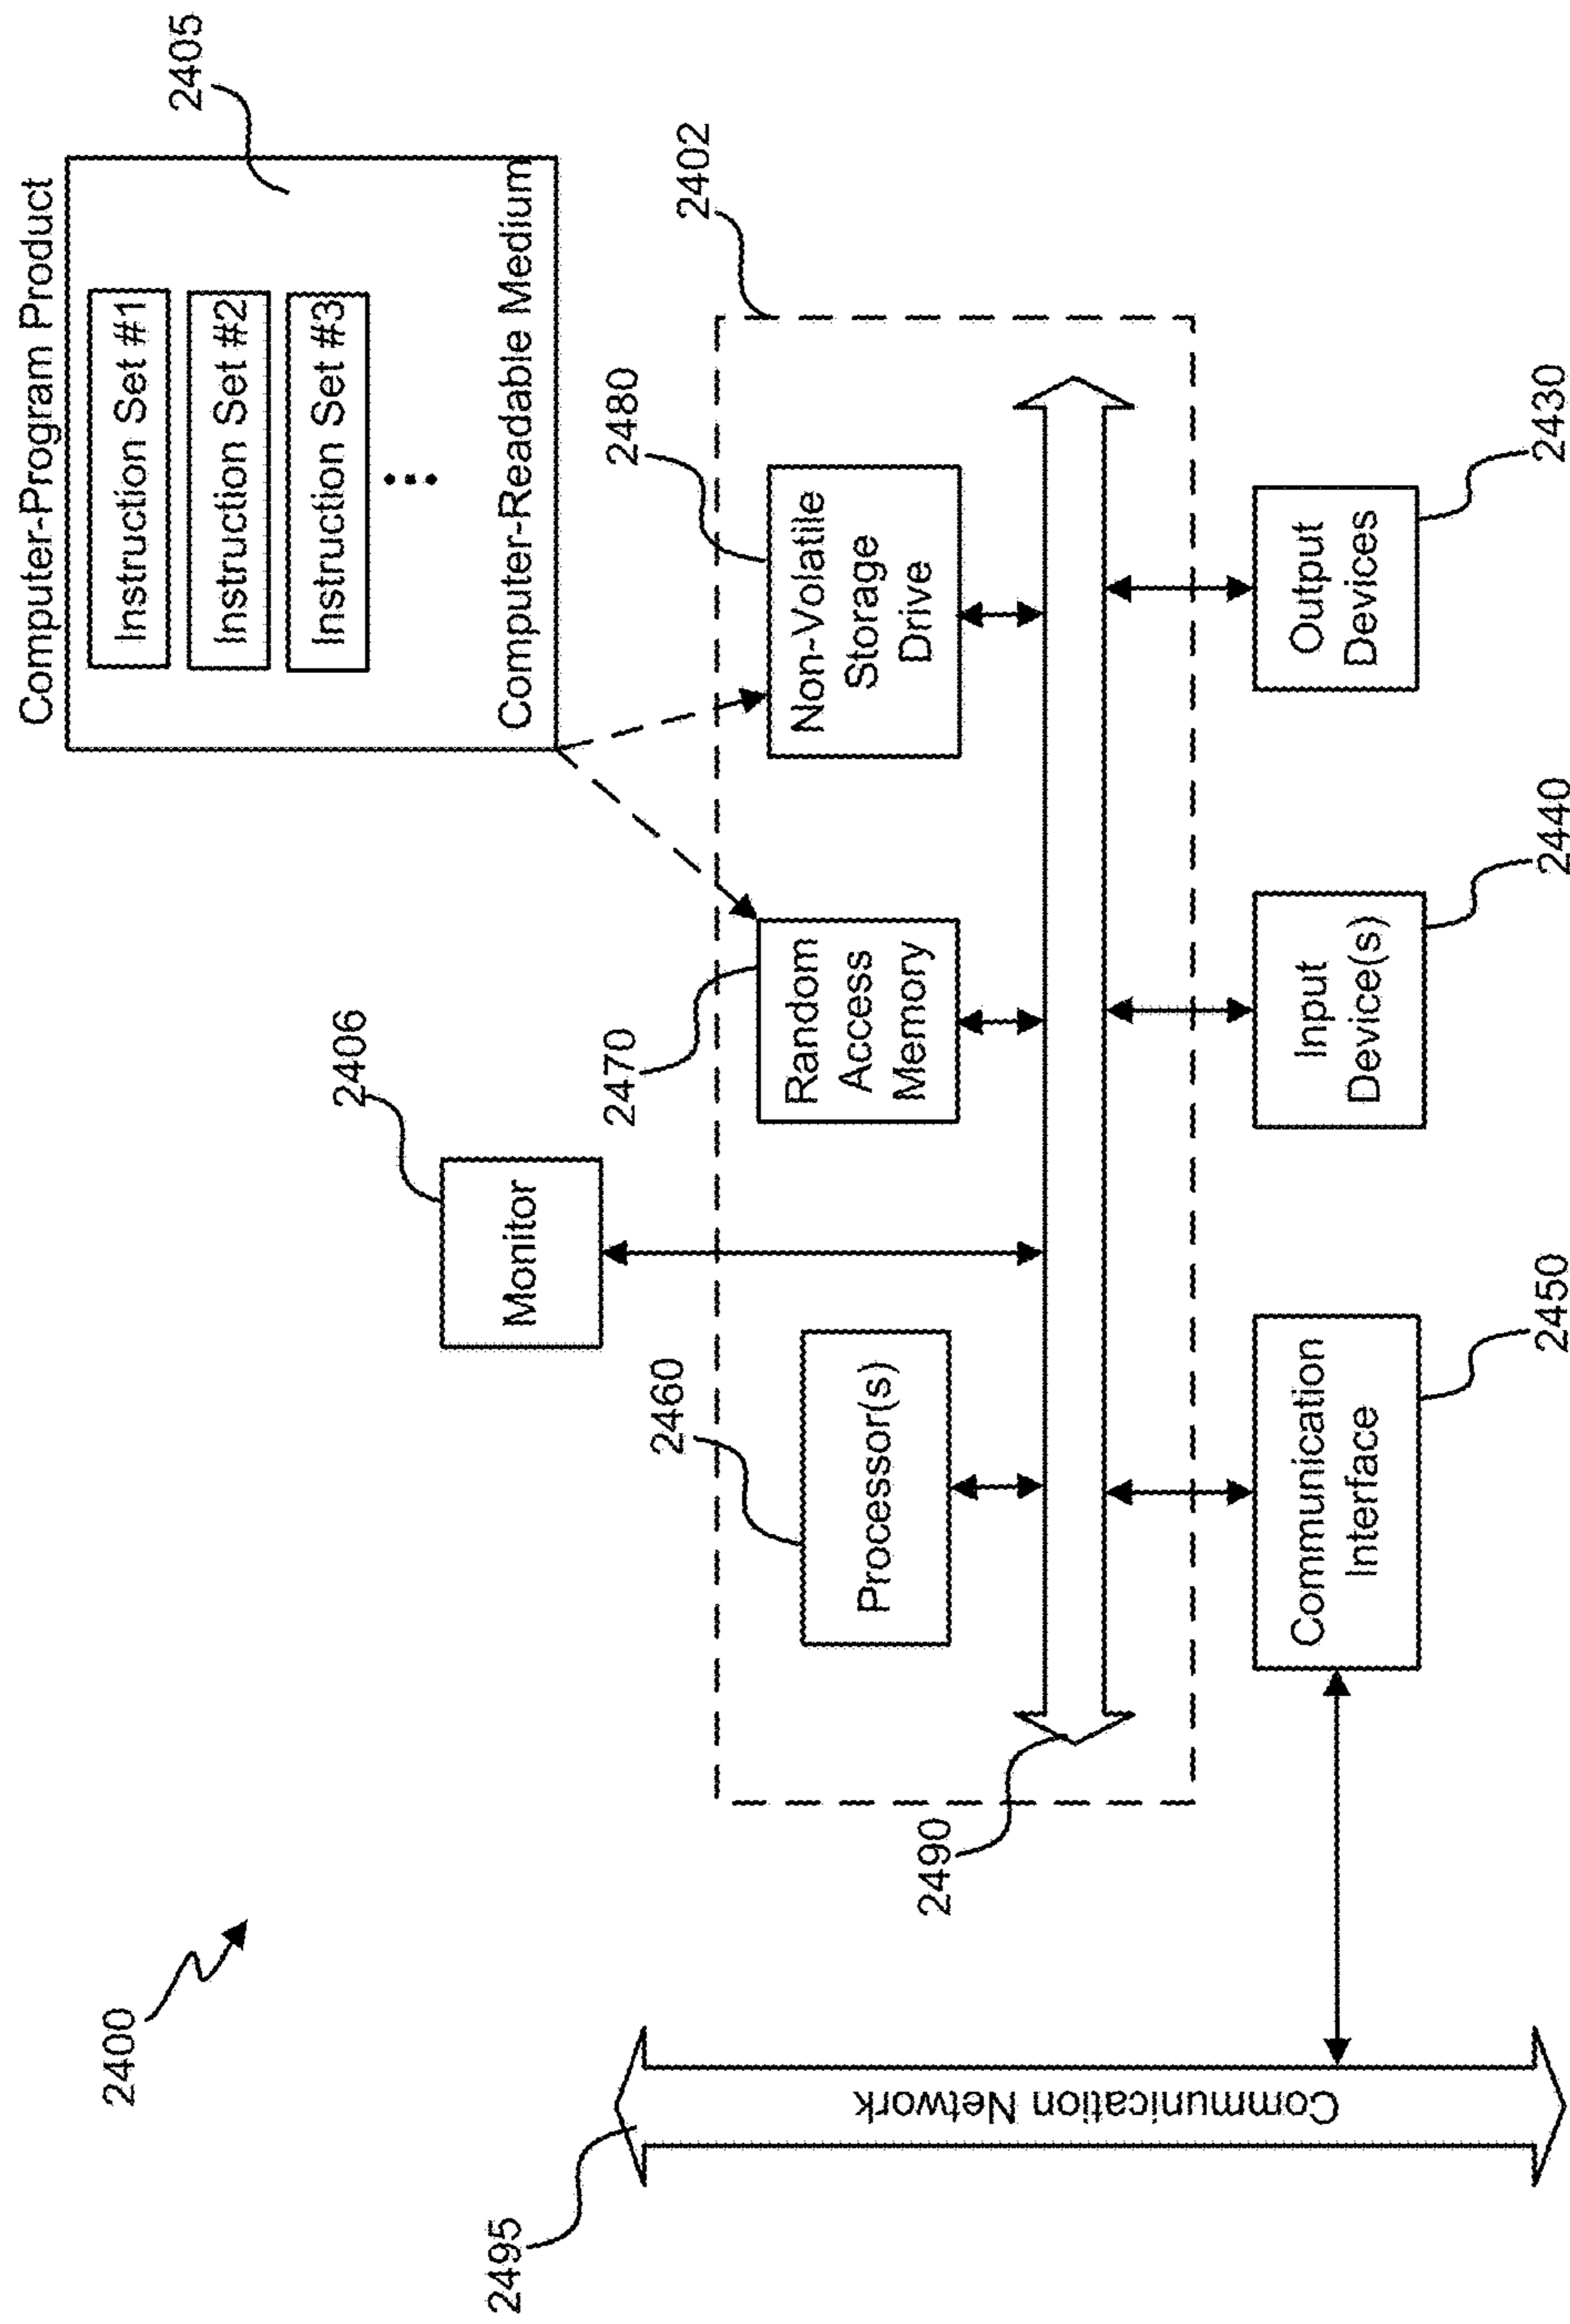 2400
Computer-Program Product
Instruction Set #1
Instruction Set #2
Instruction Set #3
Computer-Readable Medium
2405
2406
Monitor
2402
2460
Processor(s)
2470
Random
Access
Memory
2480
Non-Volatile
Storage
Drive
2490
2495
Communication Network
Communication
Interface
2450
Input
Device(s)
2440
Output
Devices
2430